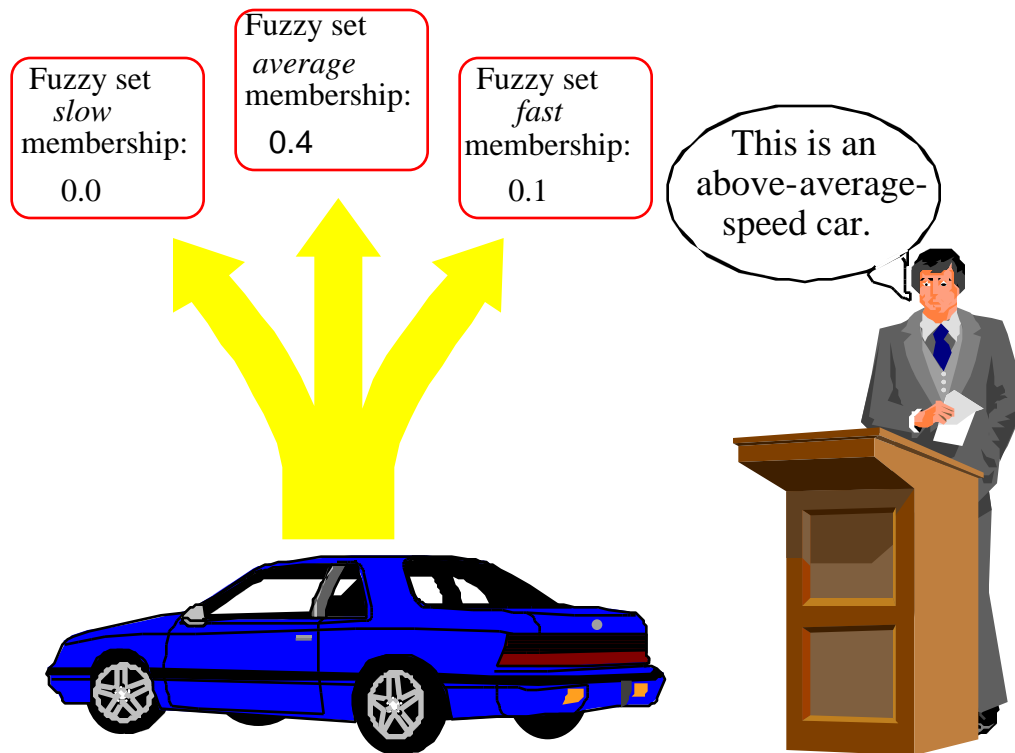 Fuzzy set
slow
membership:
0.0
Fuzzy set
average
membership:
0.4
Fuzzy set
fast
membership:
0.1
This is an
above-average-
speed car.